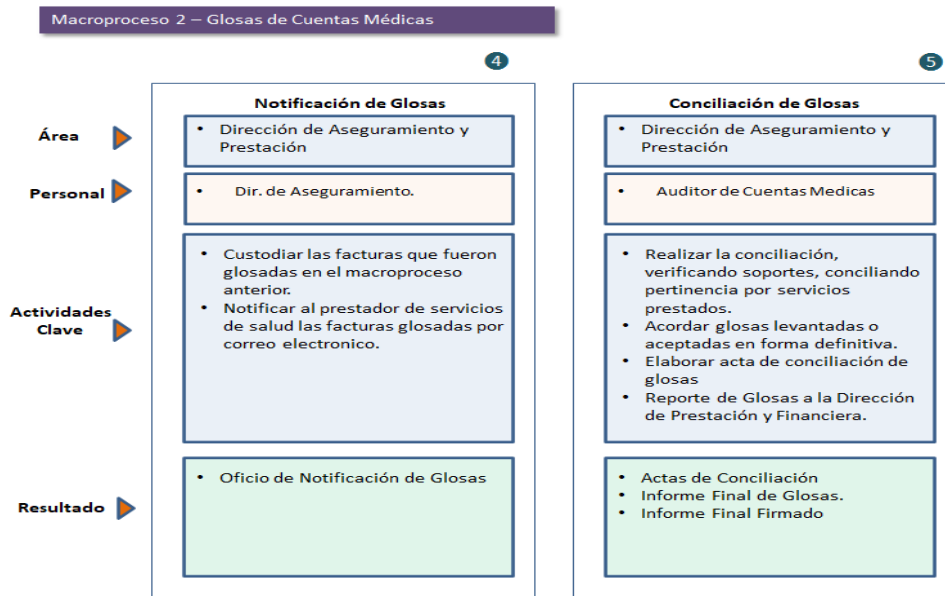 Macroproceso 2 – Glosas de Cuentas Médicas
4
5
Notificación de Glosas
Conciliación de Glosas
Área
• Dirección de Aseguramiento y
Prestación
• Dirección de Aseguramiento y
Prestación
Personal
• Dir. de Aseguramiento.
• Auditor de Cuentas Medicas
Actividades
Clave
• Custodiar las facturas que fueron
glosadas en el macroproceso
anterior.
• Notificar al prestador de servicios
de salud las facturas glosadas por
correo electronico.
• Realizar la conciliación,
verificando soportes, conciliando
pertinencia por servicios
prestados.
• Acordar glosas levantadas o
aceptadas en forma definitiva.
• Elaborar acta de conciliación de
glosas
• Reporte de Glosas a la Dirección
de Prestación y Financiera.
Resultado
• Oficio de Notificación de Glosas
• Actas de Conciliación
• Informe Final de Glosas.
• Informe Final Firmado